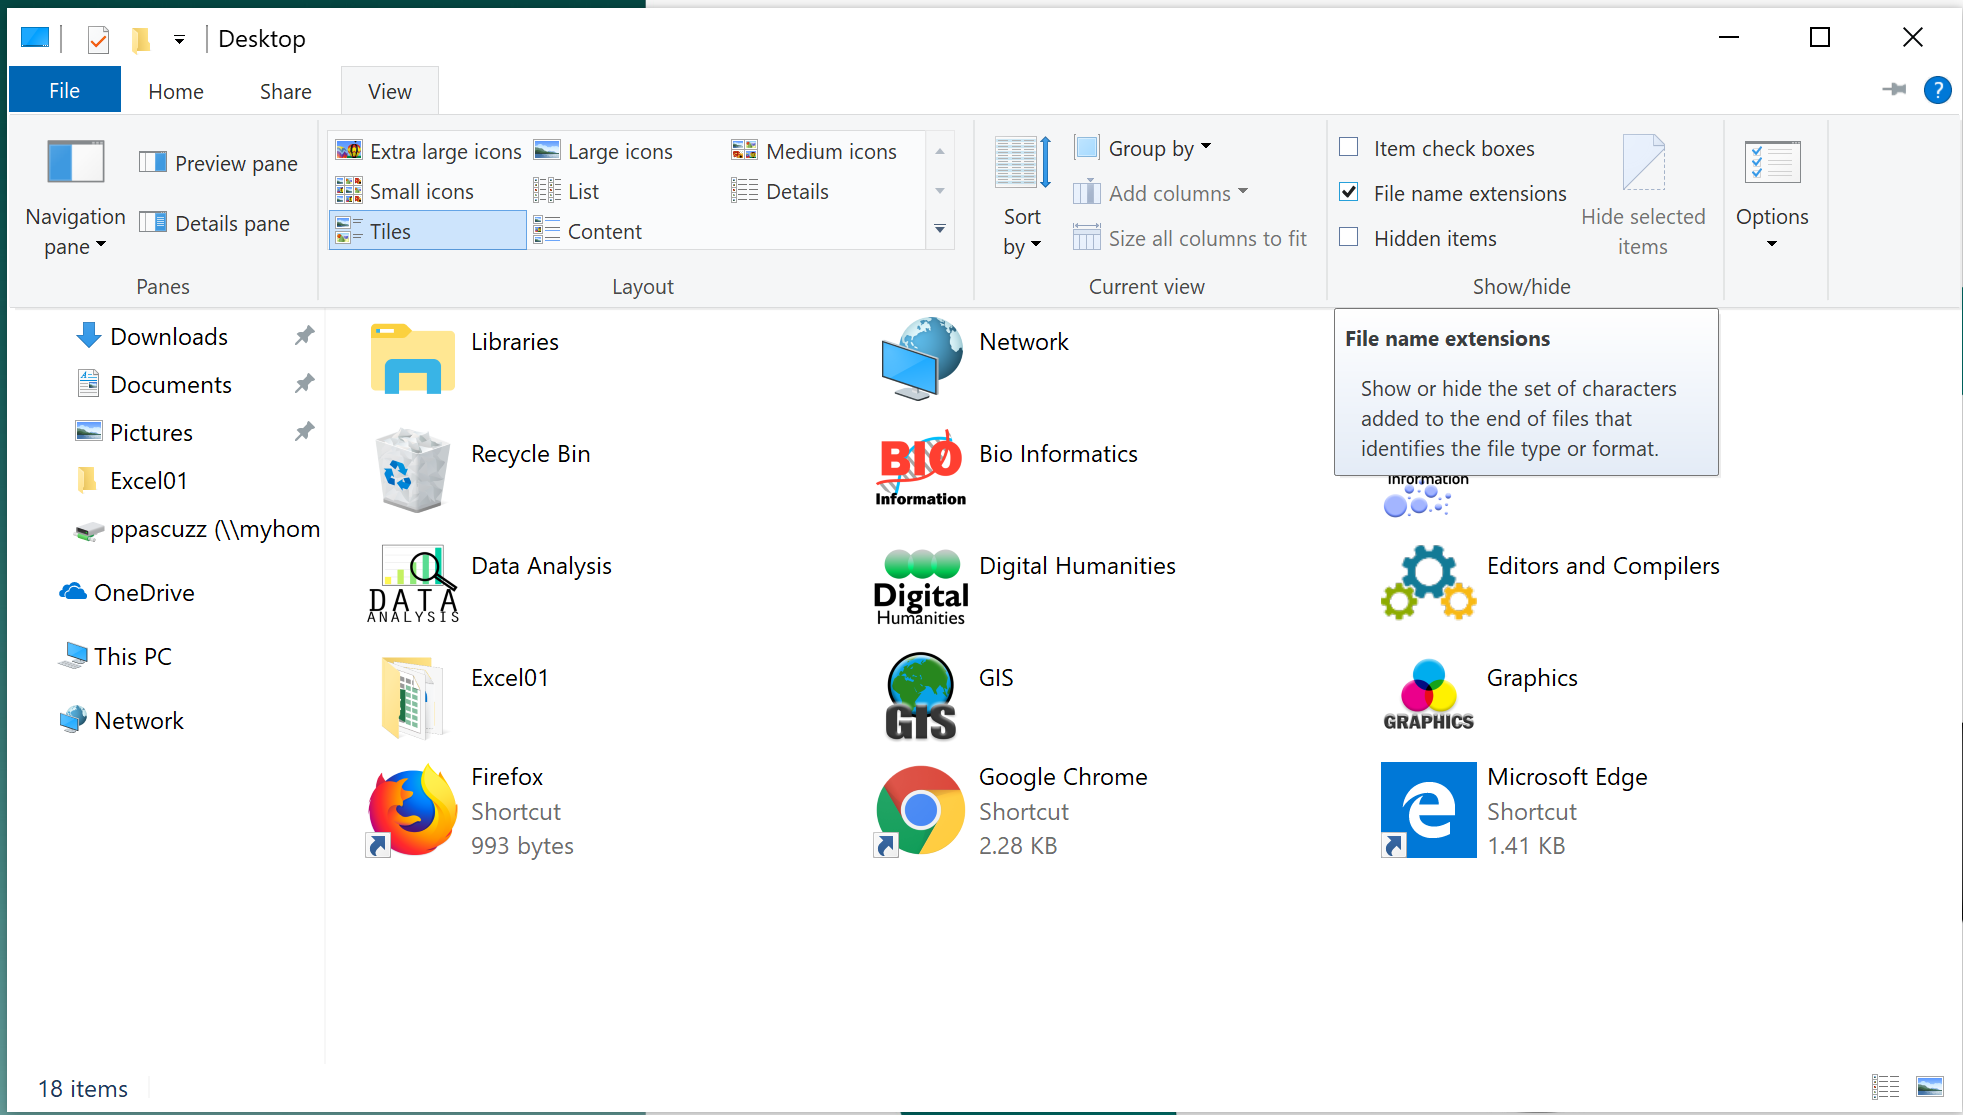 Desktop
File
Home
Share
View
?
Navigation
pane
Preview pane
Details pane
Panes
Extra large icons
Large icons
Medium icons
Small icons
List
Details
Tiles
Content
Layout
Sort
by
Group by
Add columns
Size all columns to fit
Current view
Item check boxes
File name extensions
Hidden items
Hide selected
items
Show/hide
Options
Downloads
Documents
Pictures
Excel01
ppascuzz (\\myhom
OneDrive
This PC
Network
Libraries
Network
File name extensions
Show or hide the set of characters
added to the end of files that
identifies the file type or format.
Recycle Bin
BIO
Information
Bio Informatics
Information
DATA
ANALYSIS
Data Analysis
Digital
Humanities
Digital Humanities
Editors and Compilers
Excel01
GIS
GIS
GRAPHICS
Graphics
Firefox
Shortcut
993 bytes
Google Chrome
Shortcut
2.28 KB
Microsoft Edge
Shortcut
1.41 KB
18 items